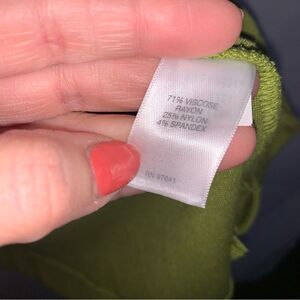 71% VISCOSE
RAYON
25% NYLON
4% SPANDEX
RN 97641